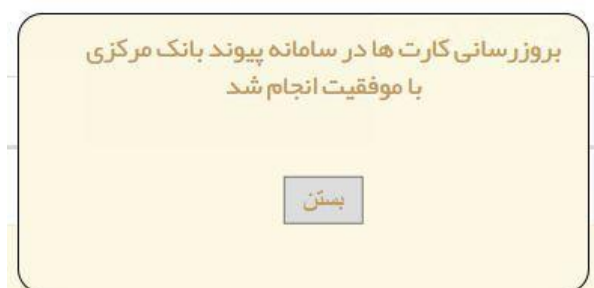 بروزرسانی کارت ها در سامانه پیوند بانک مرکزی
با موفقیت انجام شد
بستن